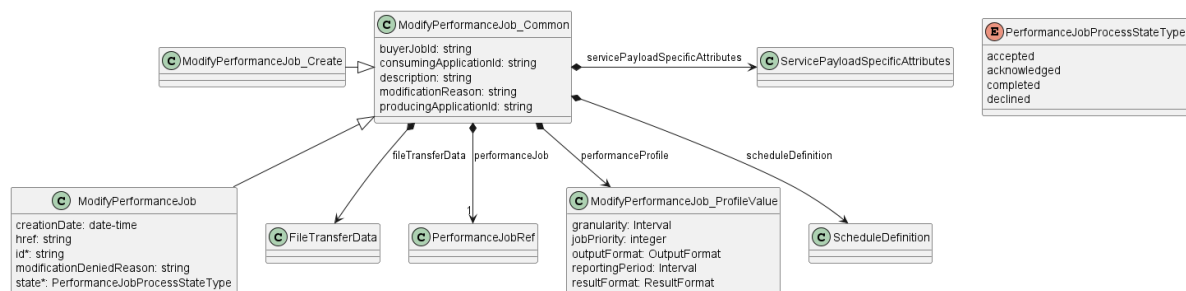 C ModifyPerformanceJob_Common
buyerJobId: string
consumingApplicationId: string
description: string
modificationReason: string
producingApplicationId: string
E PerformanceJobProcessStateType
accepted
acknowledged
completed
declined
C ModifyPerformanceJob_Create
servicePayloadSpecificAttributes
C ServicePayloadSpecificAttributes
fileTransferData
performanceJob
performanceProfile
scheduleDefinition
1
C ModifyPerformanceJob
creationDate: date-time
href: string
id*: string
modificationDeniedReason: string
state*: PerformanceJobProcessStateType
C FileTransferData
C PerformanceJobRef
C ModifyPerformanceJob_ProfileValue
granularity: Interval
jobPriority: integer
outputFormat: OutputFormat
reportingPeriod: Interval
resultFormat: ResultFormat
C ScheduleDefinition